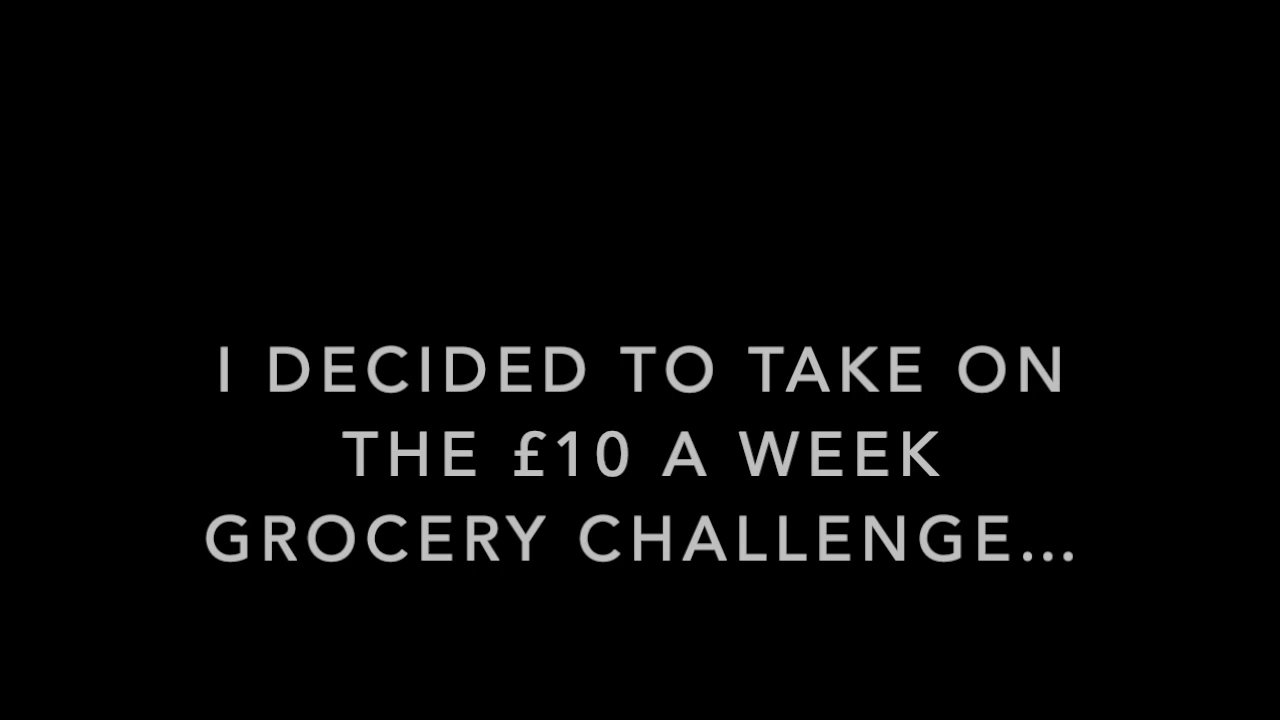 I DECIDED TO TAKE ON
THE £10 A WEEK
GROCERY CHALLENGE...